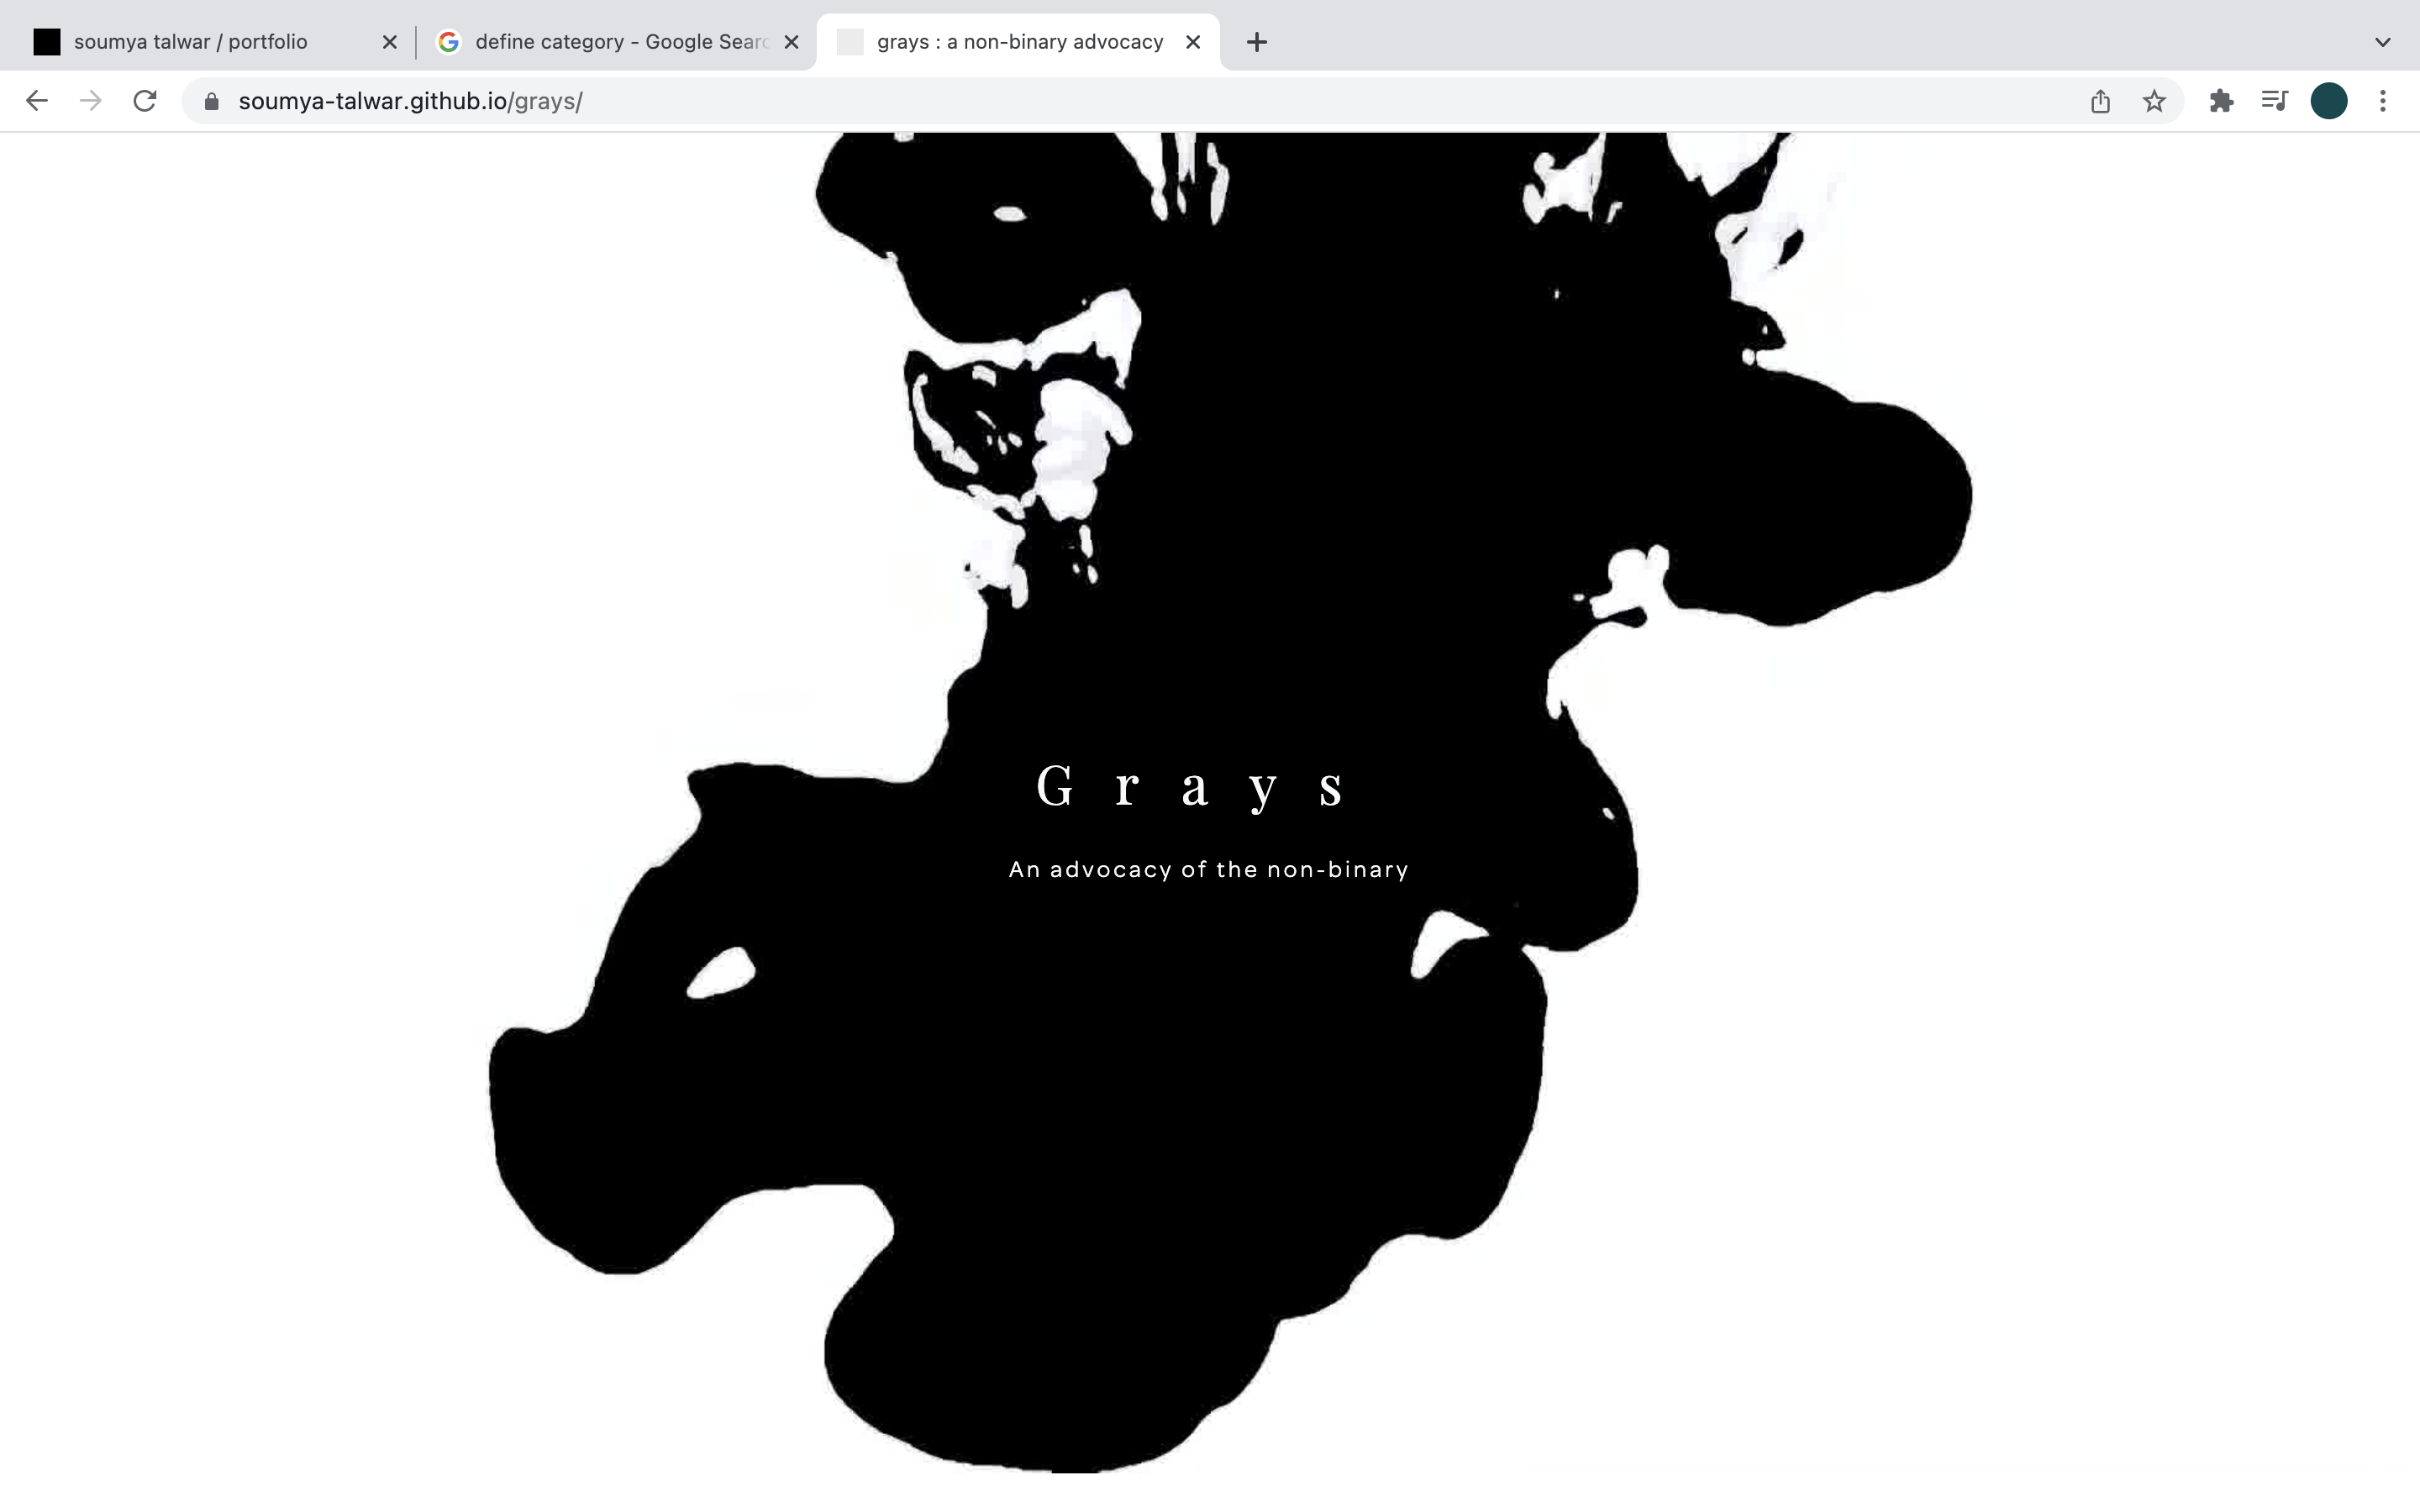 soumya talwar / portfolio
define category - Google Searc
grays : a non-binary advocacy
soumya-talwar.github.io/grays/
Grays
An advocacy of the non-binary